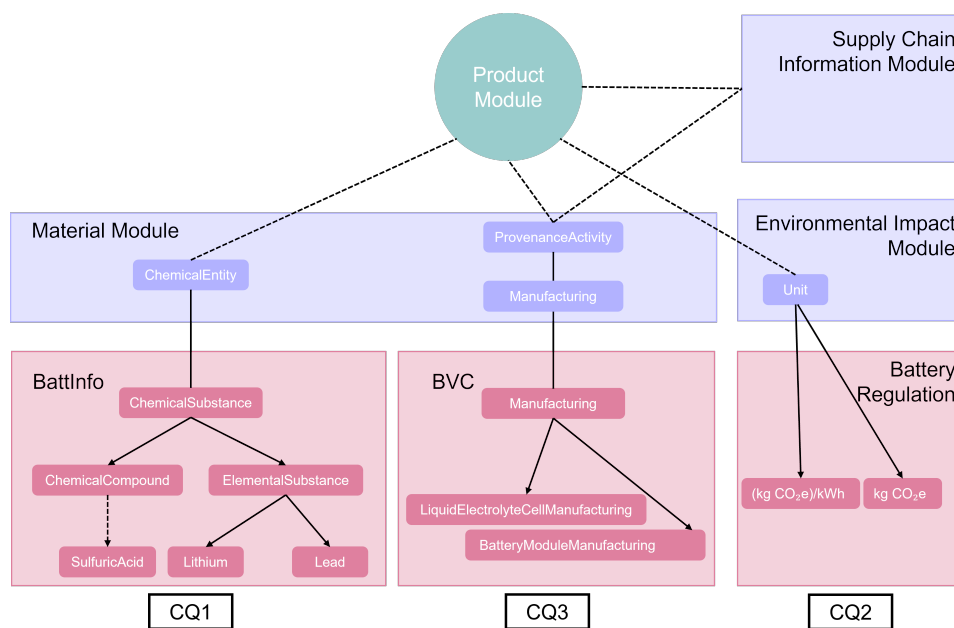 Product
Module
Supply Chain
Information Module
Material Module
ProvenanceActivity
ChemicalEntity
Manufacturing
Environmental Impact
Module
Unit
BattInfo
ChemicalSubstance
ChemicalCompound
ElementalSubstance
SulfuricAcid
Lithium
Lead
BVC
Manufacturing
LiquidElectrolyteCellManufacturing
BatteryModuleManufacturing
Battery
Regulation
(kg CO₂e)/kWh
kg CO₂e
CQ1
CQ3
CQ2